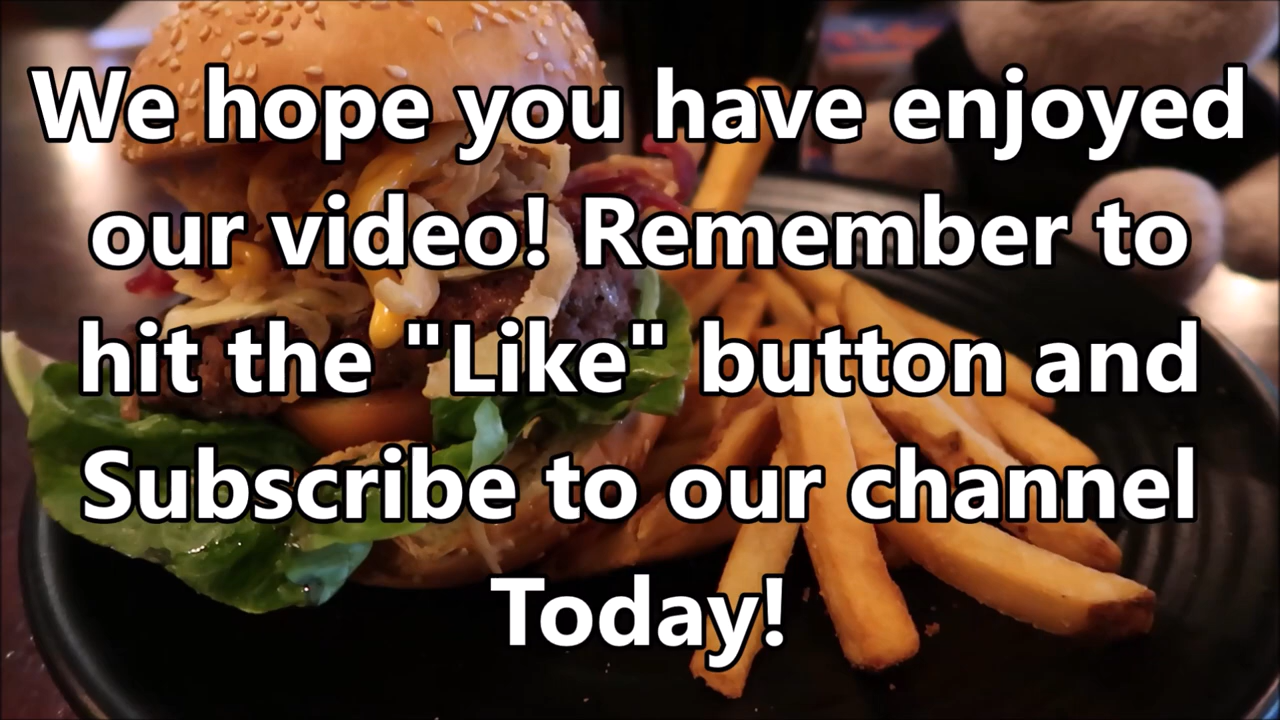 We hope you have enjoyed
our video! Remember to
hit the "Like" button and
Subscribe to our channel
Today!